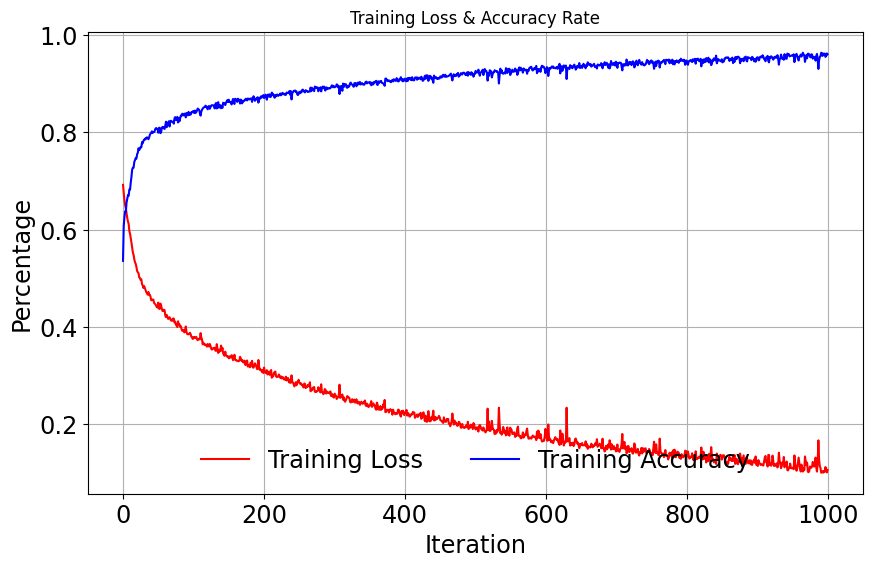 Training Loss & Accuracy Rate
1.0
0.8
0.6
0.4
0.2
Percentage
Training Loss
Training Accuracy
0
200
400
600
800
1000
Iteration